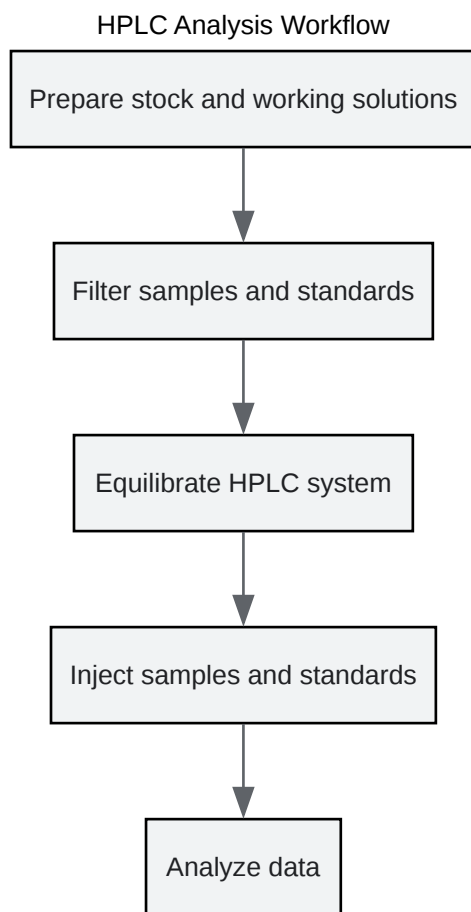 HPLC Analysis Workflow
Prepare stock and working solutions
Filter samples and standards
Equilibrate HPLC system
Inject samples and standards
Analyze data